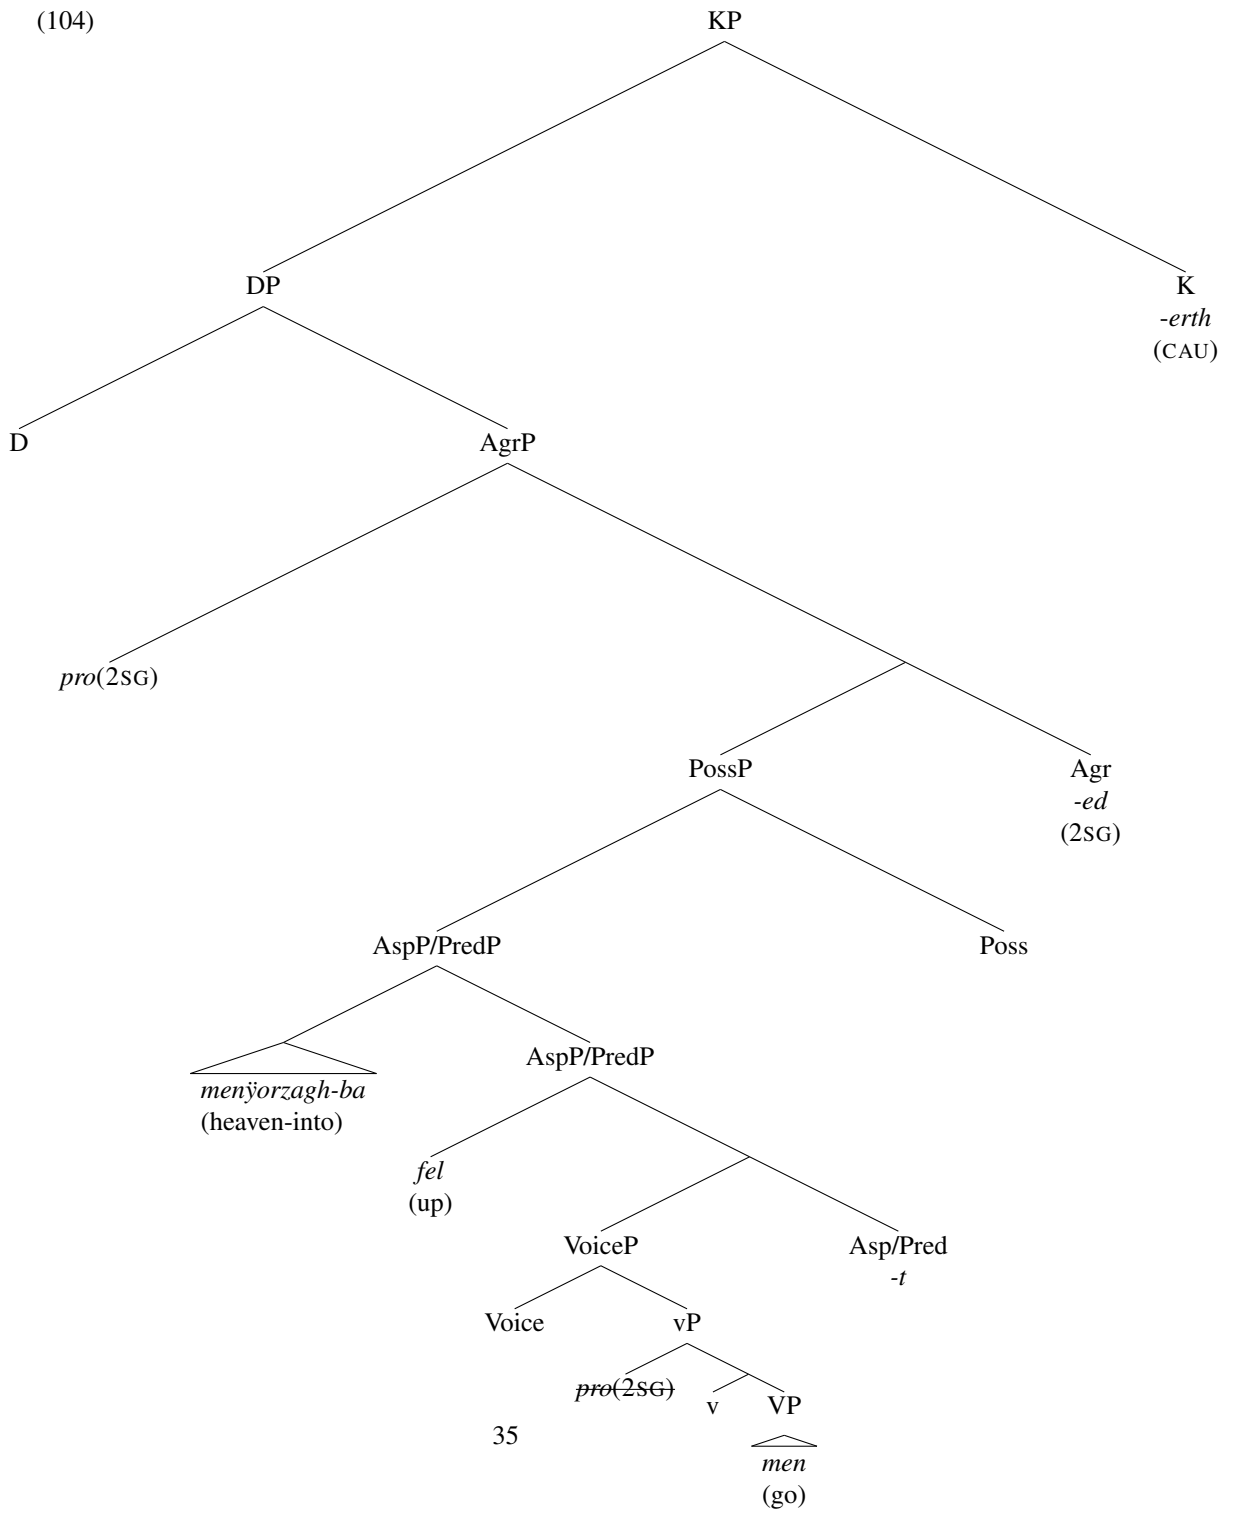 (104) KP
DP K
-erth
(CAU)
D AgrP
pro(2SG)
PossP Agr
-ed
(2SG)
AspP/PredP Poss
AspP/PredP
menÿorzagh-ba
(heaven-into)
fel
(up)
VoiceP Asp/Pred
-t
Voice vP
pro(2SG)
v VP
35
men
(go)